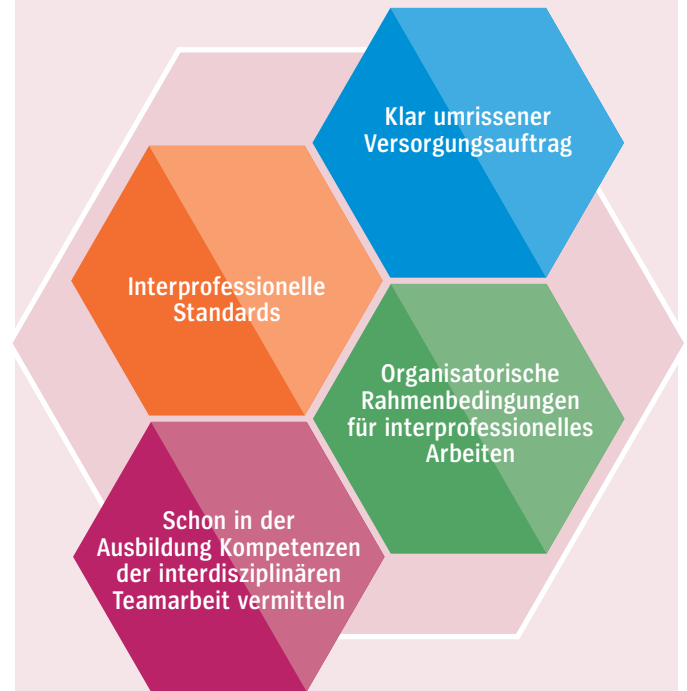 Klar umrissener
Versorgungsauftrag
Interprofessionelle
Standards
Organisatorische
Rahmenbedingungen
für interprofessionelles
Arbeiten
Schon in der
Ausbildung Kompetenzen
der interdisziplinären
Teamarbeit vermitteln